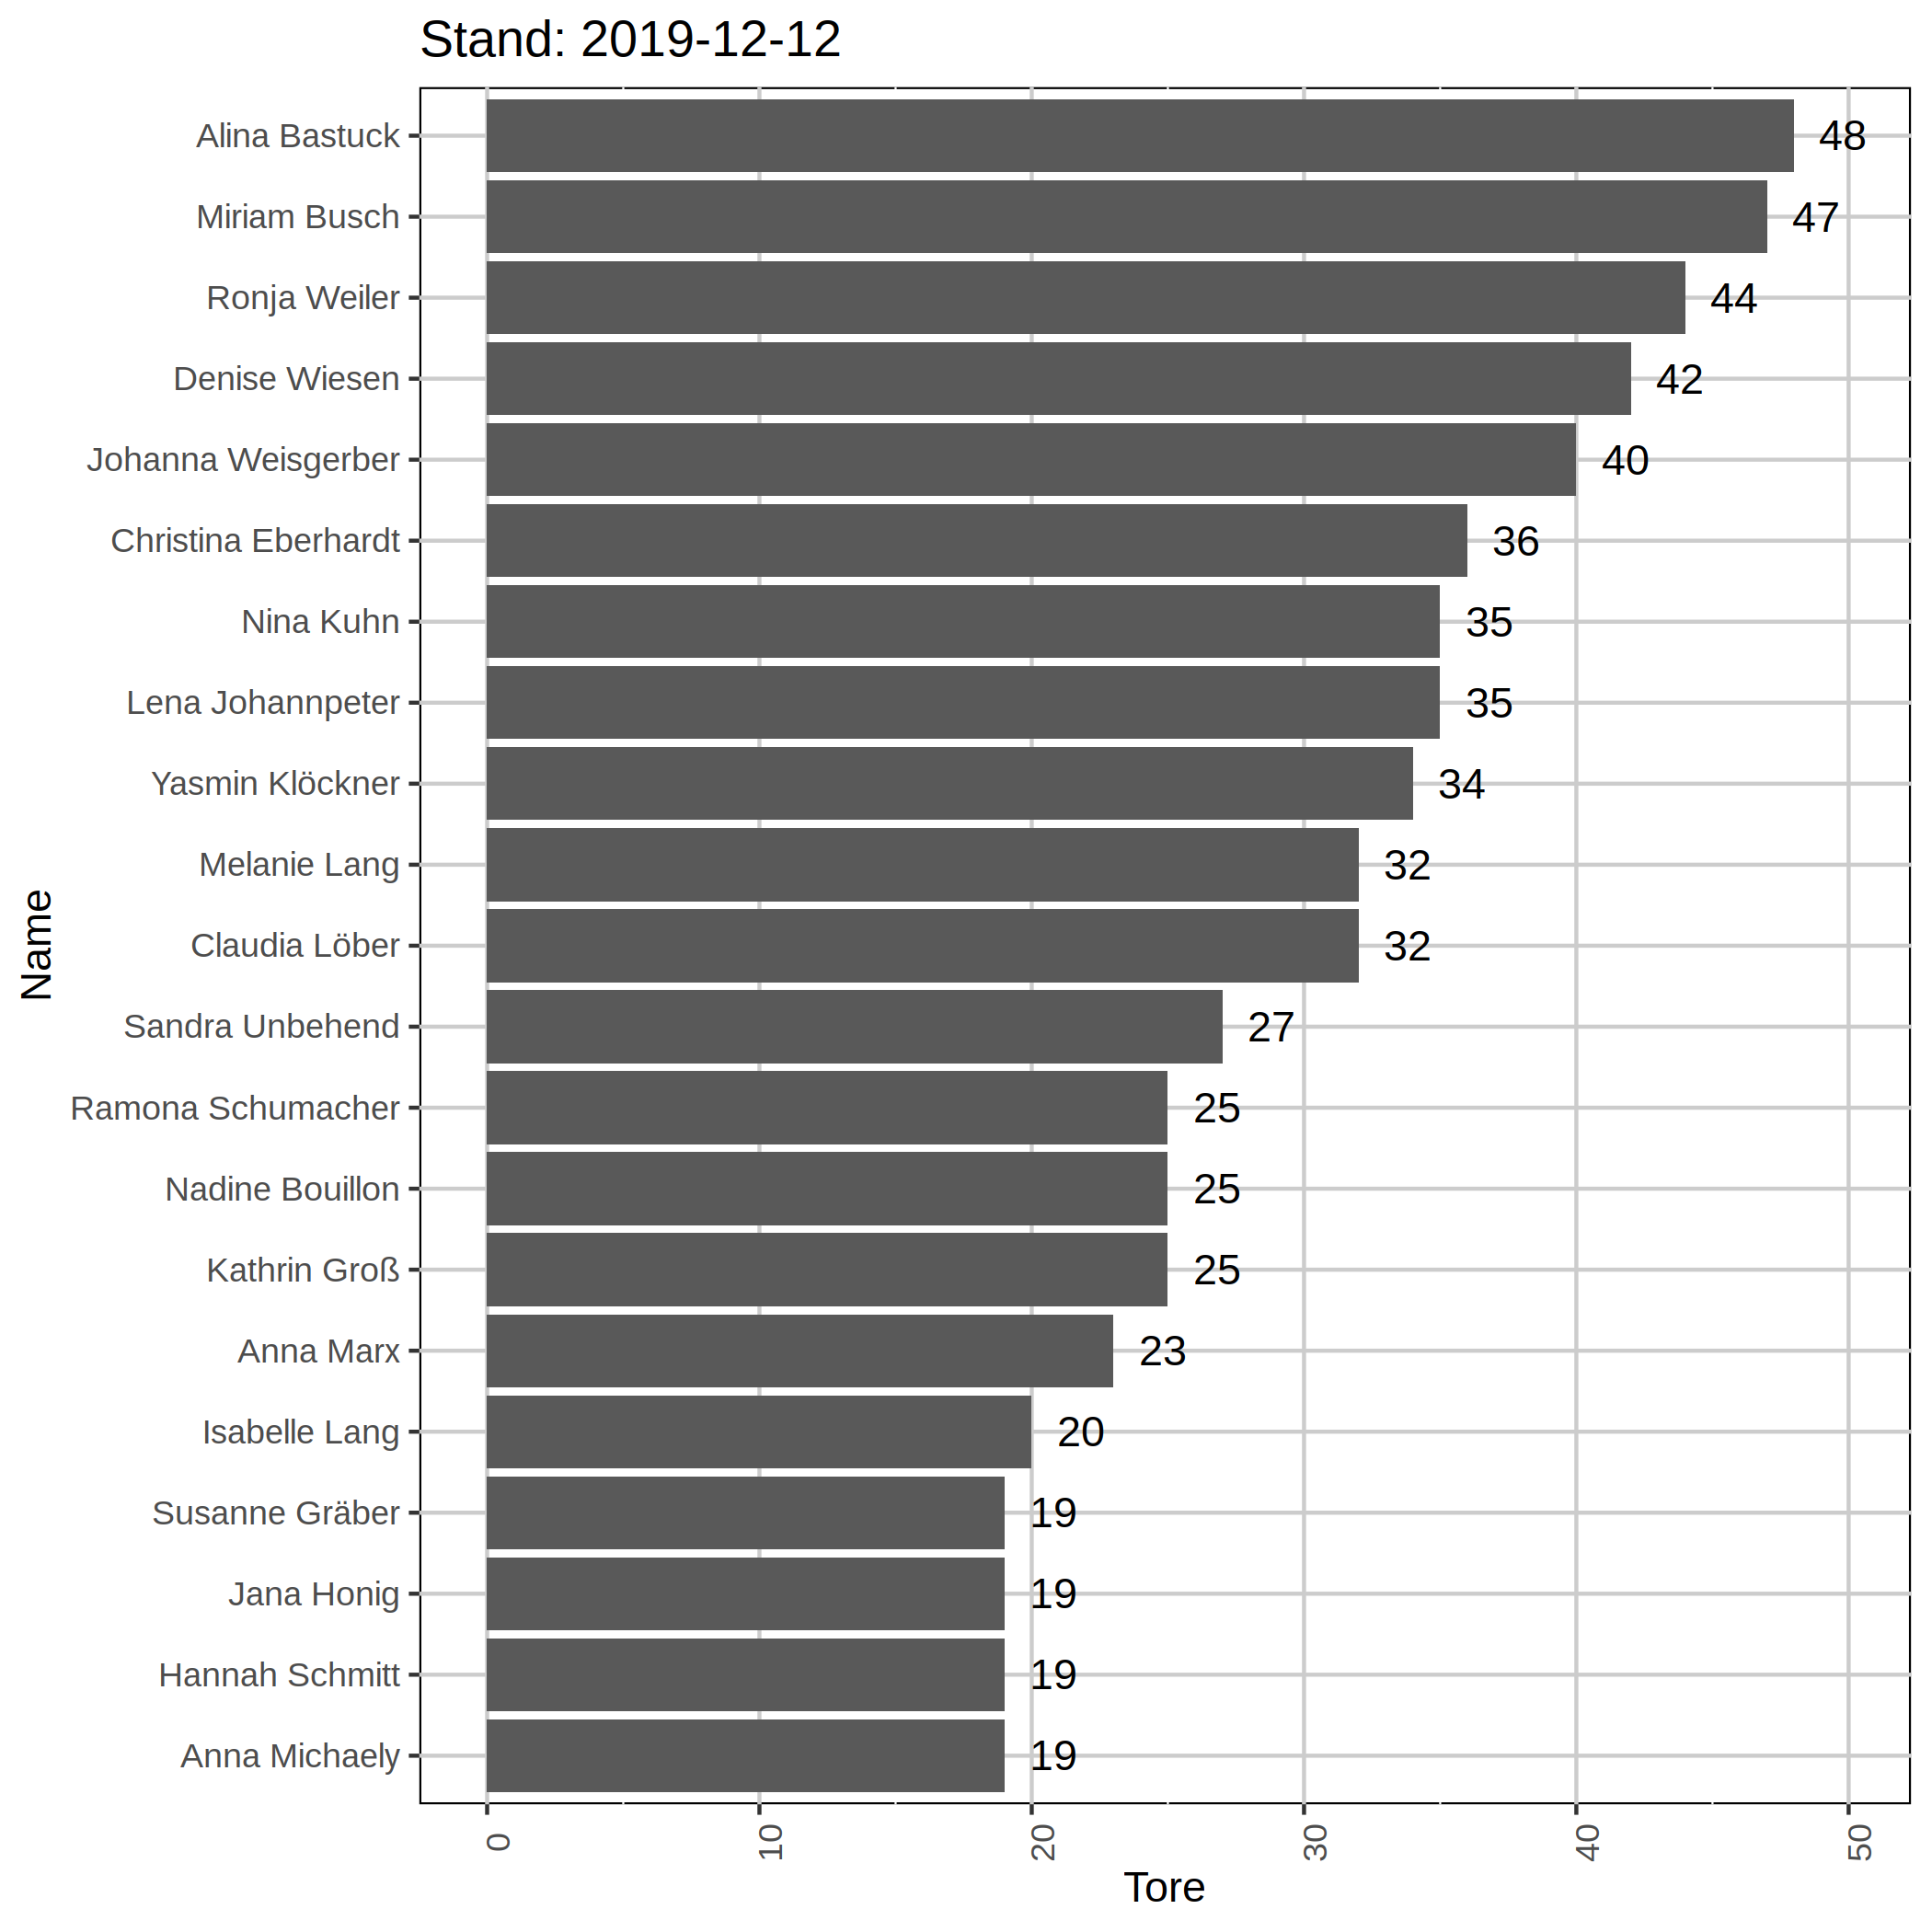 Stand: 2019-12-12
Name
Alina Bastuck 48
Miriam Busch 47
Ronja Weiler 44
Denise Wiesen 42
Johanna Weisgerber 40
Christina Eberhardt 36
Nina Kuhn 35
Lena Johannpeter 35
Yasmin Klöckner 34
Melanie Lang 32
Claudia Löber 32
Sandra Unbehend 27
Ramona Schumacher 25
Nadine Bouillon 25
Kathrin Groß 25
Anna Marx 23
Isabelle Lang 20
Susanne Gräber 19
Jana Honig 19
Hannah Schmitt 19
Anna Michaely 19
0 10 20 30 40 50
Tore